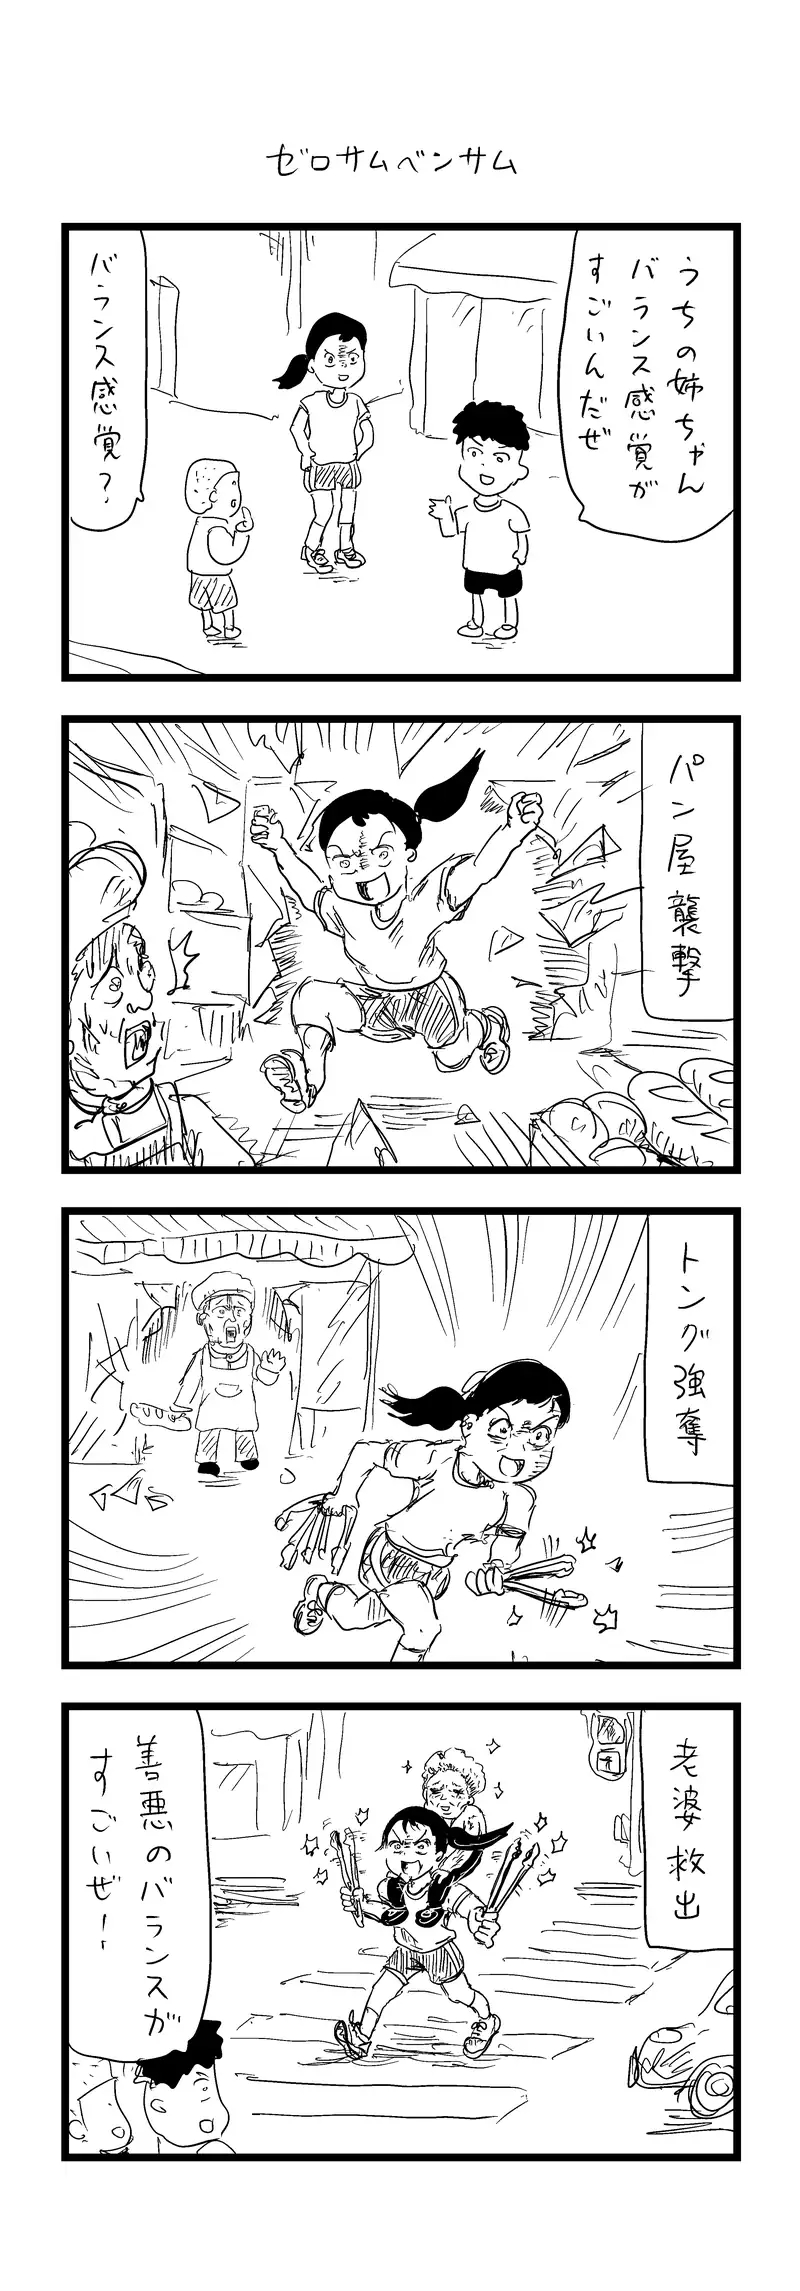 ゼロサムベンサム
うちの姉ちゃん
バランス感覚が
すごいんだぜ
バランス感覚?
パン屋襲撃
トング強奪
老婆救出
善悪のバランスが
すごいぜ!